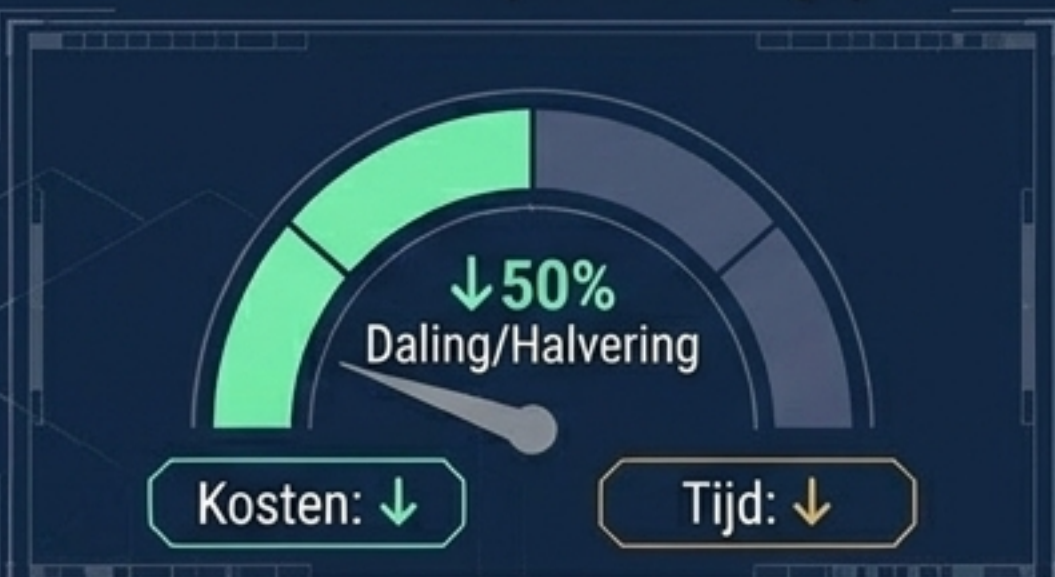 ↓50%
Daling/Halvering
Kosten: ↓
Tijd: ↓